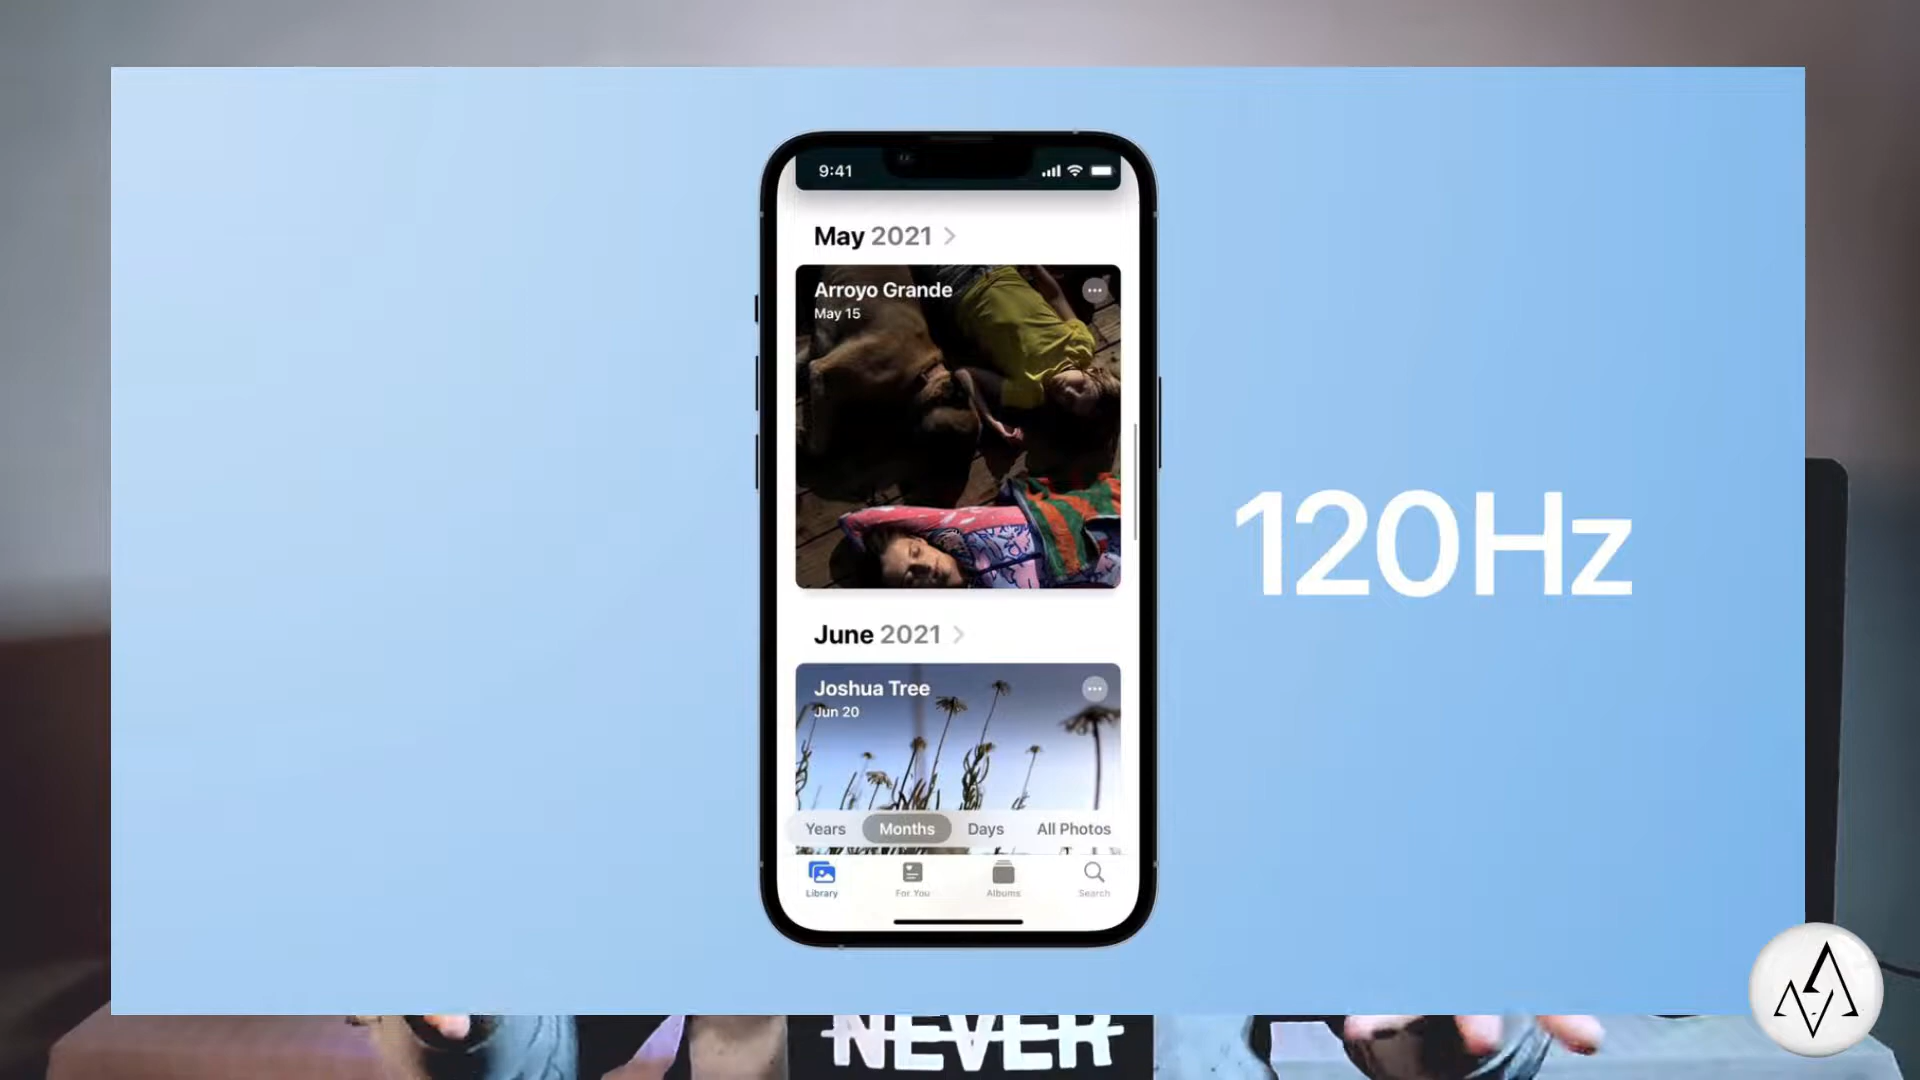 9:41
May 2021
Arroyo Grande
May 15
120Hz
June 2021
Joshua Tree
Jun 20
Years Months Days All Photos
Library For You Albums Search
NEVER